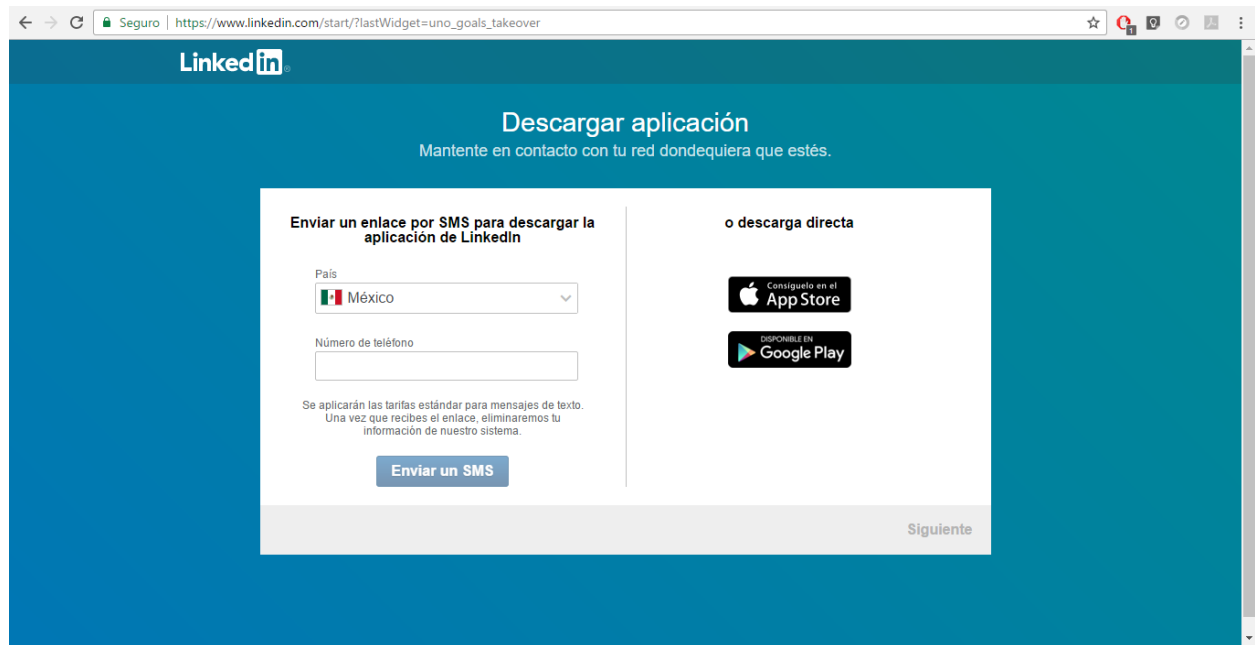 Seguro | https://www.linkedin.com/start/?lastWidget=uno_goals_takeover
1
Linked in
Descargar aplicación
Mantente en contacto con tu red dondequiera que estés.
Enviar un enlace por SMS para descargar la
aplicación de LinkedIn
País
México
Número de teléfono
Se aplicarán las tarifas estándar para mensajes de texto.
Una vez que recibes el enlace, eliminaremos tu
información de nuestro sistema.
Enviar un SMS
o descarga directa
Consíguelo en el
App Store
DISPONIBLE EN
Google Play
Siguiente